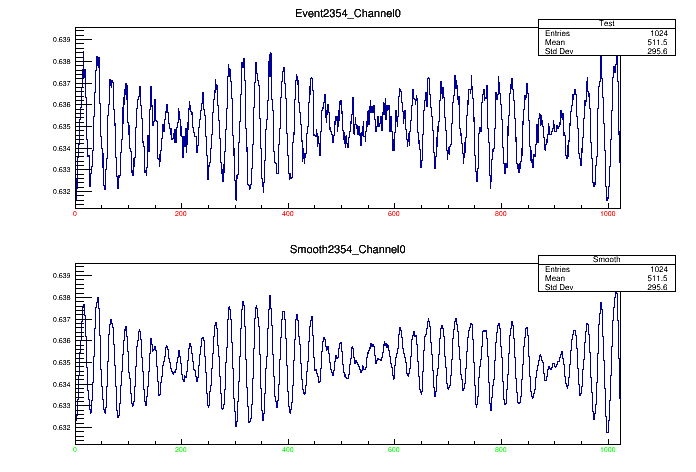 Event2354_Channel0
Test
Entries 1024
Mean 511.5
Std Dev 295.6
0.639
0.638
0.637
0.636
0.635
0.634
0.633
0.632
0 200 400 600 800 1000
Smooth2354_Channel0
Smooth
Entries 1024
Mean 511.5
Std Dev 295.6
0.639
0.638
0.637
0.636
0.635
0.634
0.633
0.632
0 200 400 600 800 1000